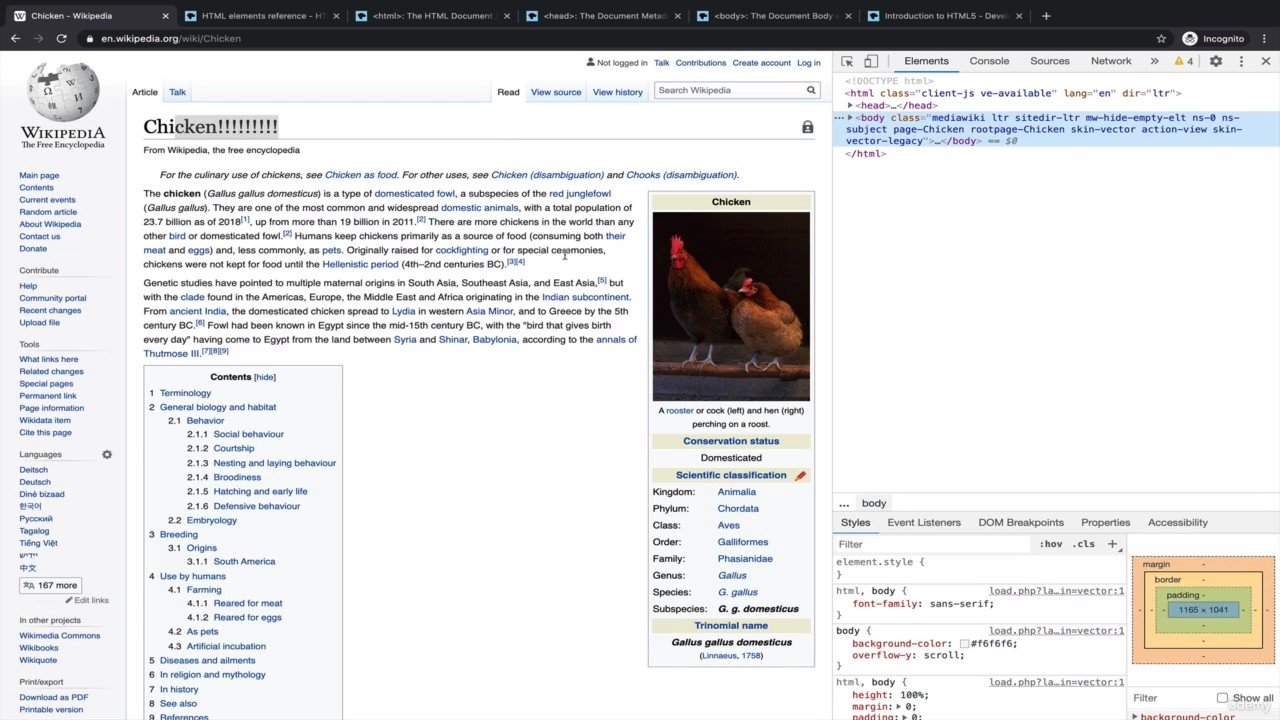 Chicken - Wikipedia
HTML elements reference - HT
<html>: The HTML Document
<head>: The Document Metad
<body>: The Document Body
Introduction to HTML5 - Deve
en.wikipedia.org/wiki/Chicken
Incognito
WIKIPEDIA
The Free Encyclopedia
Main page
Contents
Current events
Random article
About Wikipedia
Contact us
Donate
Contribute
Help
Community portal
Recent changes
Upload file
Tools
What links here
Related changes
Special pages
Permanent link
Page information
Wikidata item
Cite this page
Languages
Deitsch
Deutsch
Diné bizaad
한국어
Русский
Tagalog
Tiếng Việt
ייִדיש
中文
167 more
Edit links
In other projects
Wikimedia Commons
Wikibooks
Wikiquote
Print/export
Download as PDF
Printable version
Not logged in Talk Contributions Create account Log in
Article Talk
Read View source View history
Search Wikipedia
Chicken!!!!!!!!!
From Wikipedia, the free encyclopedia
For the culinary use of chickens, see Chicken as food. For other uses, see Chicken (disambiguation) and Chooks (disambiguation).
The chicken (Gallus gallus domesticus) is a type of domesticated fowl, a subspecies of the red junglefowl
(Gallus gallus). They are one of the most common and widespread domestic animals, with a total population of
23.7 billion as of 2018[1], up from more than 19 billion in 2011.[2] There are more chickens in the world than any
other bird or domesticated fowl.[2] Humans keep chickens primarily as a source of food (consuming both their
meat and eggs) and, less commonly, as pets. Originally raised for cockfighting or for special ceremonies,
chickens were not kept for food until the Hellenistic period (4th–2nd centuries BC).[3][4]
Genetic studies have pointed to multiple maternal origins in South Asia, Southeast Asia, and East Asia,[5] but
with the clade found in the Americas, Europe, the Middle East and Africa originating in the Indian subcontinent.
From ancient India, the domesticated chicken spread to Lydia in western Asia Minor, and to Greece by the 5th
century BC.[6] Fowl had been known in Egypt since the mid-15th century BC, with the "bird that gives birth
every day" having come to Egypt from the land between Syria and Shinar, Babylonia, according to the annals of
Thutmose III.[7][8][9]
Contents [hide]
1 Terminology
2 General biology and habitat
2.1 Behavior
2.1.1 Social behaviour
2.1.2 Courtship
2.1.3 Nesting and laying behaviour
2.1.4 Broodiness
2.1.5 Hatching and early life
2.1.6 Defensive behaviour
2.2 Embryology
3 Breeding
3.1 Origins
3.1.1 South America
4 Use by humans
4.1 Farming
4.1.1 Reared for meat
4.1.2 Reared for eggs
4.2 As pets
4.3 Artificial incubation
5 Diseases and ailments
6 In religion and mythology
7 In history
8 See also
9 References
Chicken
A rooster or cock (left) and hen (right)
perching on a roost.
Conservation status
Domesticated
Scientific classification
Kingdom: Animalia
Phylum: Chordata
Class: Aves
Order: Galliformes
Family: Phasianidae
Genus: Gallus
Species: G. gallus
Subspecies: G. g. domesticus
Trinomial name
Gallus gallus domesticus
(Linnaeus, 1758)
Elements Console Sources Network » 4
<!DOCTYPE html>
<html class="client-js ve-available" lang="en" dir="ltr">
<head>…</head>
<body class="mediawiki ltr sitedir-ltr mw-hide-empty-elt ns-0 ns-
subject page-Chicken rootpage-Chicken skin-vector action-view skin-
vector-legacy">…</body> == $0
</html>
... body
Styles Event Listeners DOM Breakpoints Properties Accessibility
Filter :hov .cls +
element.style {
}
html, body { load.php?la…in=vector:1
font-family: sans-serif;
}
body { load.php?la…in=vector:1
background-color: #f6f6f6;
overflow-y: scroll;
}
html, body { load.php?la…in=vector:1
height: 100%;
margin: 0;
padding: 0;
margin -
border -
padding -
1165 × 1041
Filter Show all
background-color
udemy